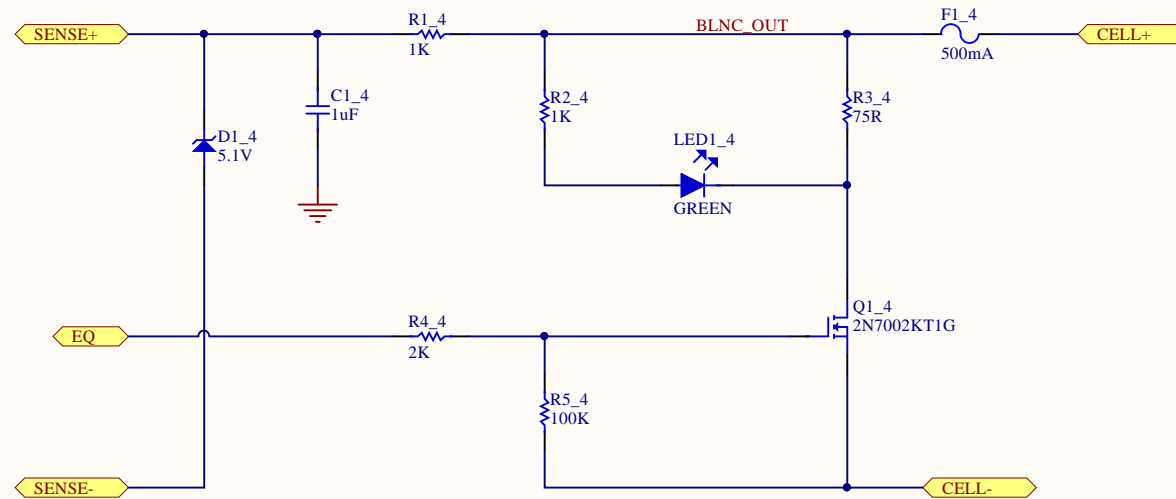 F1_4
R1_4
SENSE+
BLNC_OUT
CELL+
1K
500mA
C1_4
1uF
R2_4
1K
R3_4
75R
D1_4
5.1V
LED1_4
GREEN
Q1_4
2N7002KT1G
R4_4
EQ
2K
R5_4
100K
SENSE-
CELL-